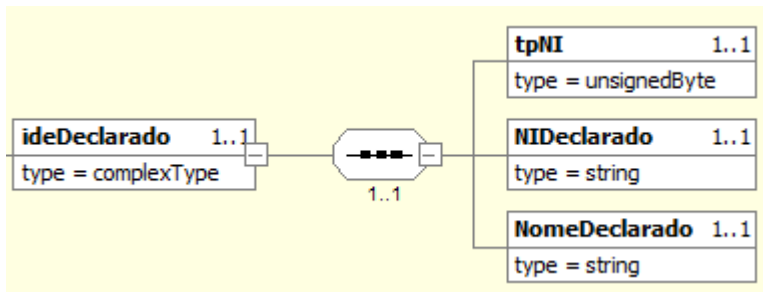 tpNI 1..1
type = unsignedByte
ideDeclarado 1..1
type = complexType
1..1
NIDeclarado 1..1
type = string
NomeDeclarado 1..1
type = string